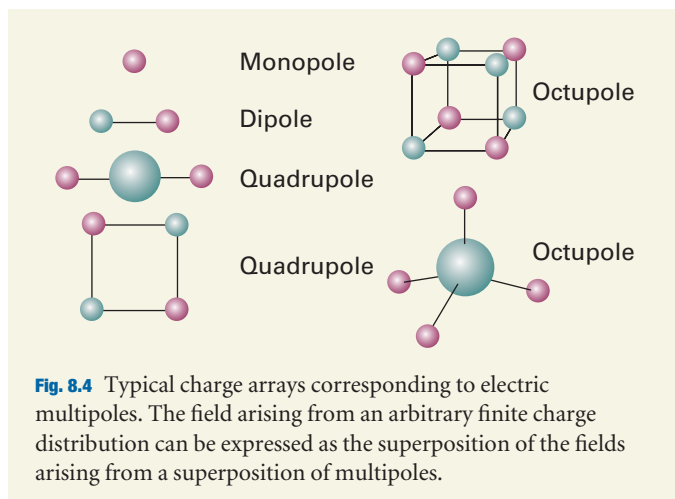 Monopole
Dipole
Quadrupole
Quadrupole
Octupole
Octupole
Fig. 8.4 Typical charge arrays corresponding to electric
multipoles. The field arising from an arbitrary finite charge
distribution can be expressed as the superposition of the fields
arising from a superposition of multipoles.